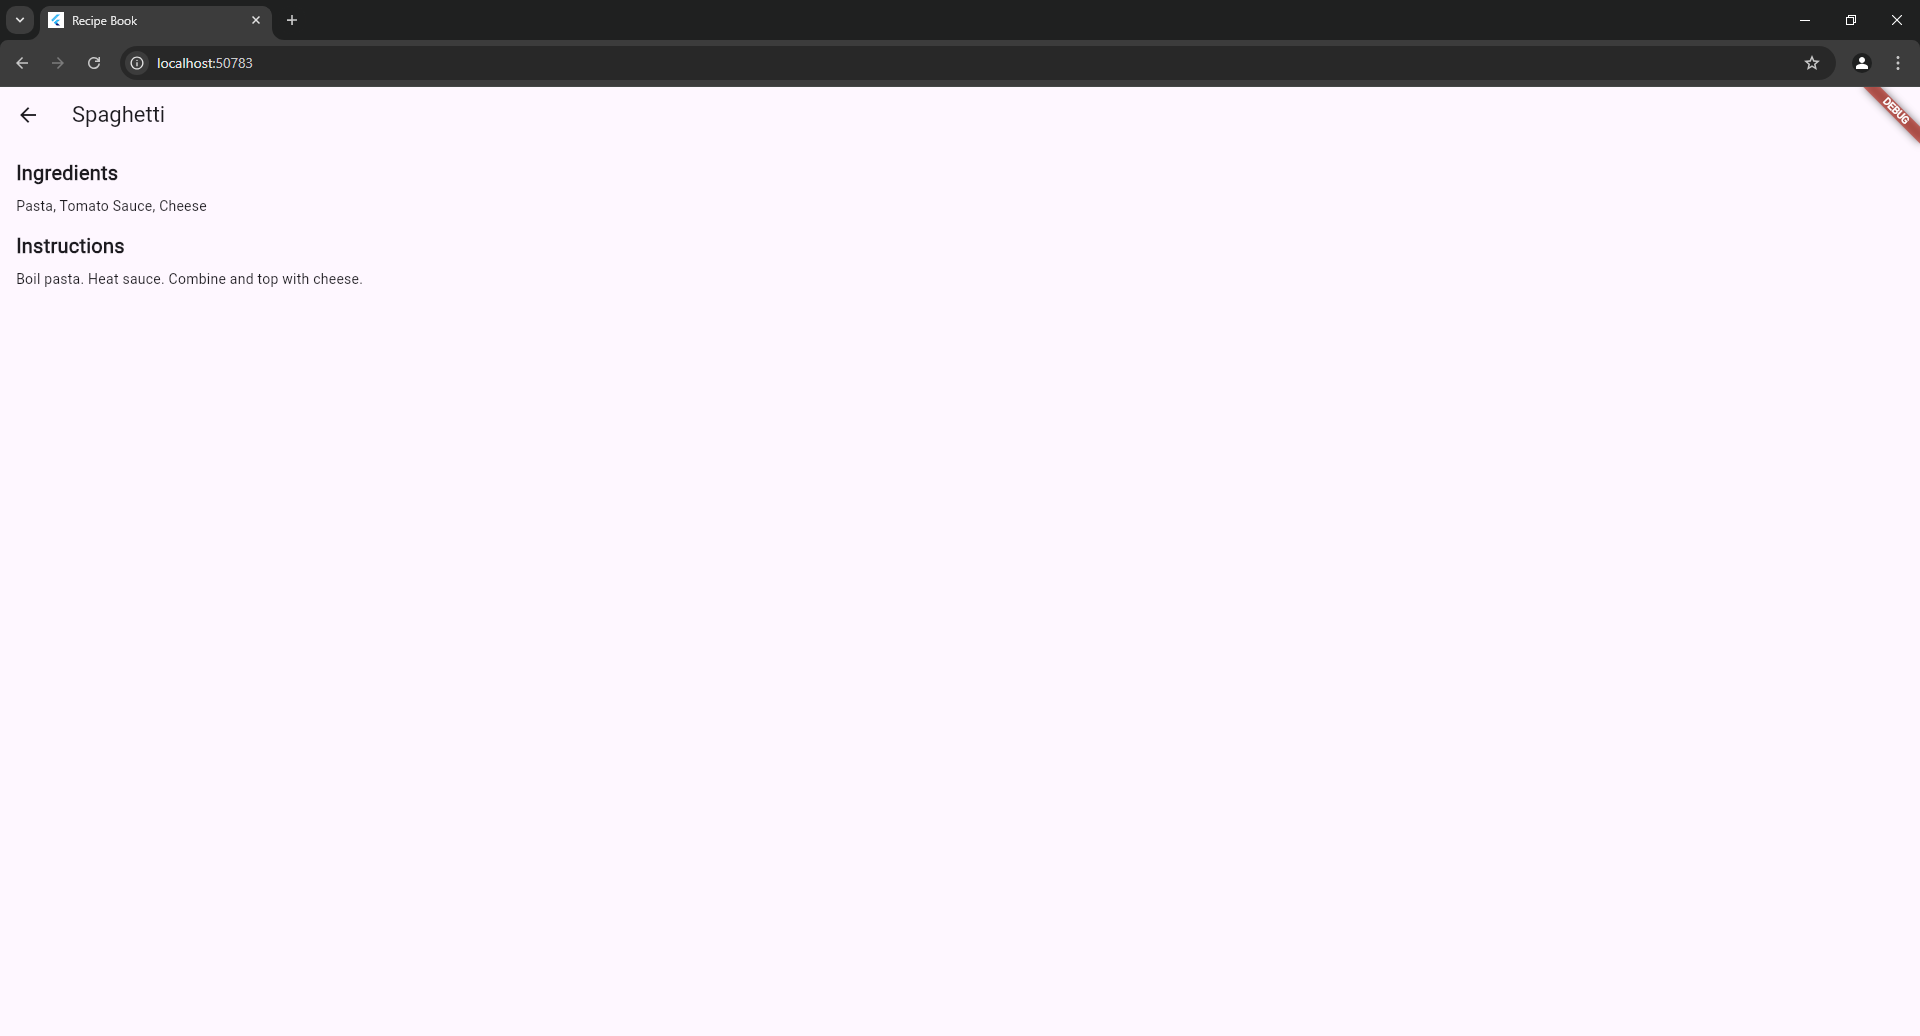 Recipe Book
localhost:50783
Spaghetti
DEBUG
Ingredients
Pasta, Tomato Sauce, Cheese
Instructions
Boil pasta. Heat sauce. Combine and top with cheese.